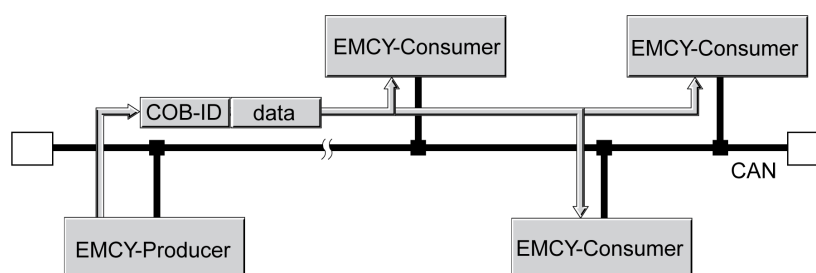 EMCY-Consumer
EMCY-Consumer
COB-ID data
CAN
EMCY-Producer
EMCY-Consumer